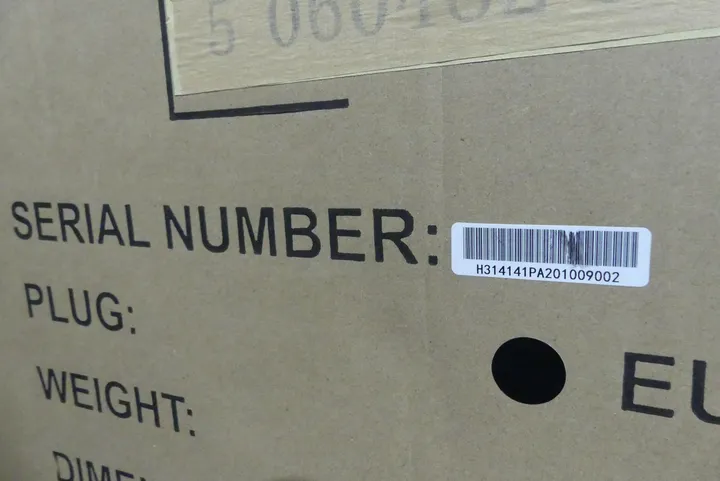 SERIAL NUMBER:
H314141PA201009002
PLUG:
EU
WEIGHT: